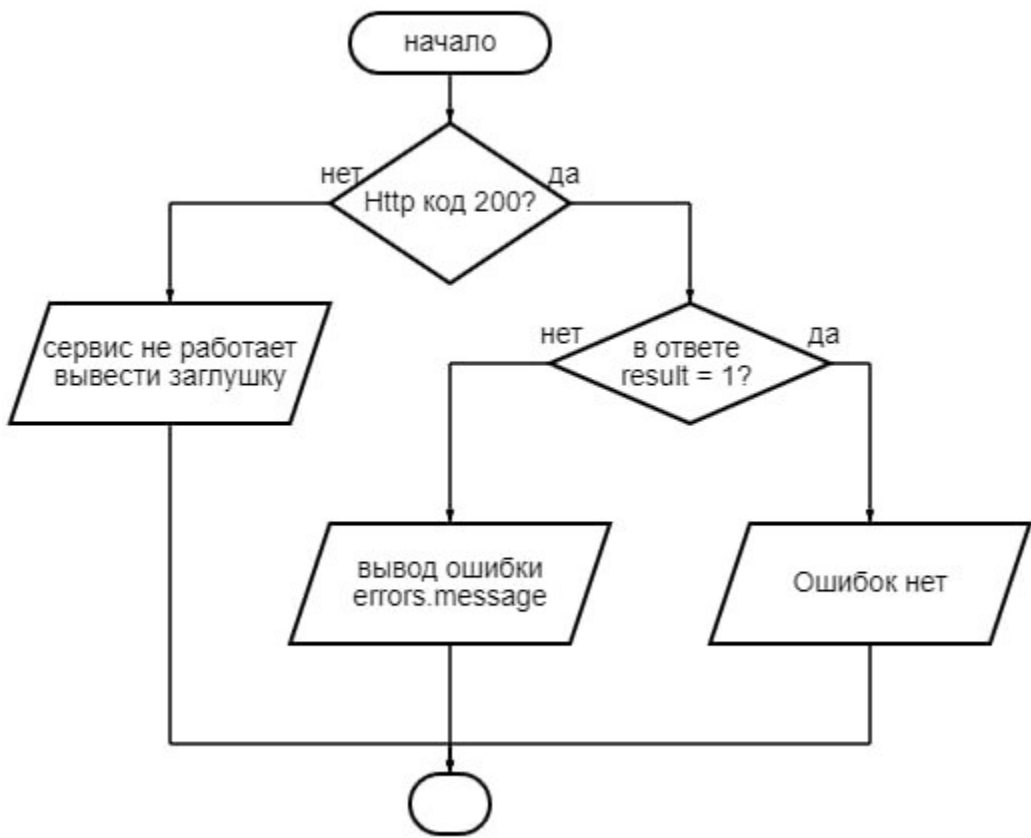 начало
нет
да
Http код 200?
сервис не работает
вывести заглушку
нет
да
в ответе
result = 1?
вывод ошибки
errors.message
Ошибок нет